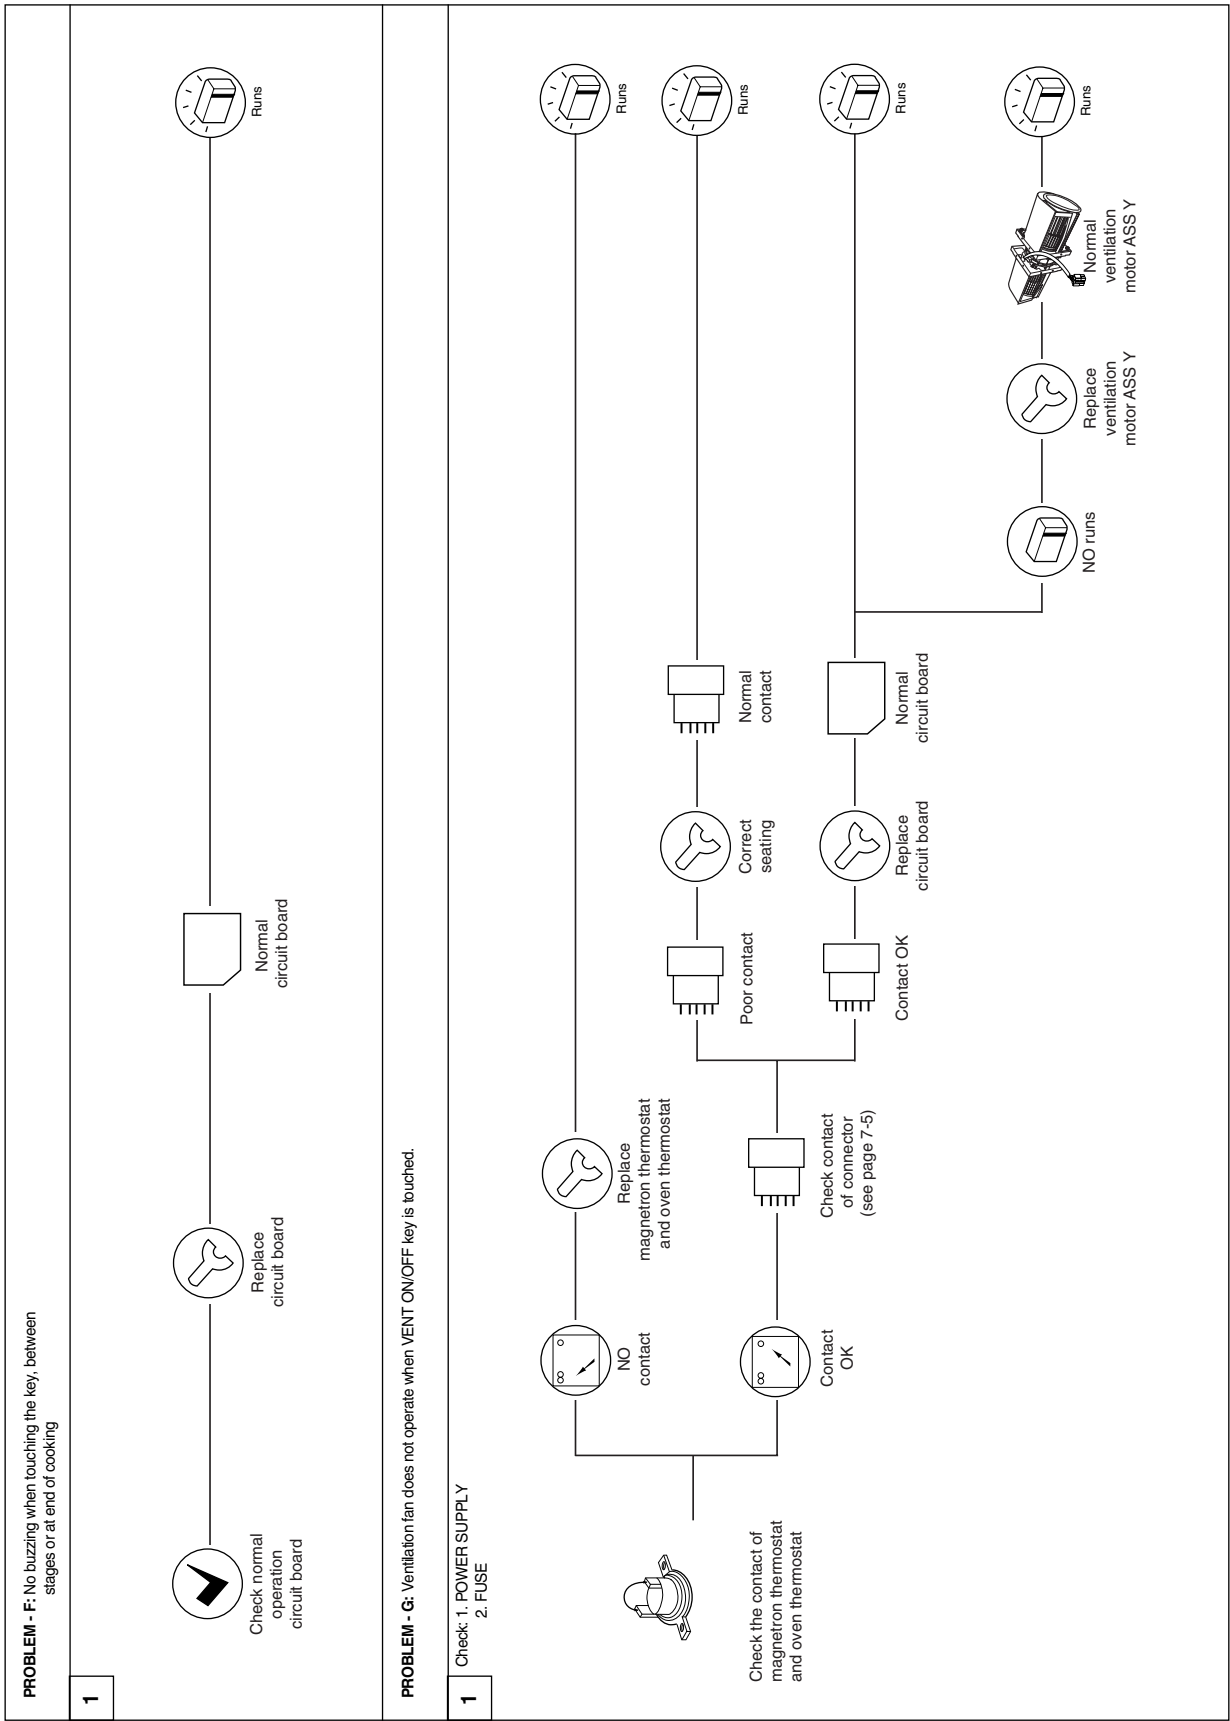 PROBLEM - F: No buzzing when touching the key, between
stages or at end of cooking
1
Check normal
operation
circuit board
Replace
circuit board
Normal
circuit board
Runs
PROBLEM - G: Ventilation fan does not operate when VENT ON/OFF key is touched.
1
Check: 1. POWER SUPPLY
2. FUSE
Check the contact of
magnetron thermostat
and oven thermostat
NO
contact
Replace
magnetron thermostat
and oven thermostat
Runs
Contact
OK
Check contact
of connector
(see page 7-5)
Poor contact
Correct
seating
Normal
contact
Runs
Contact OK
Replace
circuit board
Normal
circuit board
Runs
NO runs
Replace
ventilation
motor ASS Y
Normal
ventilation
motor ASS Y
Runs